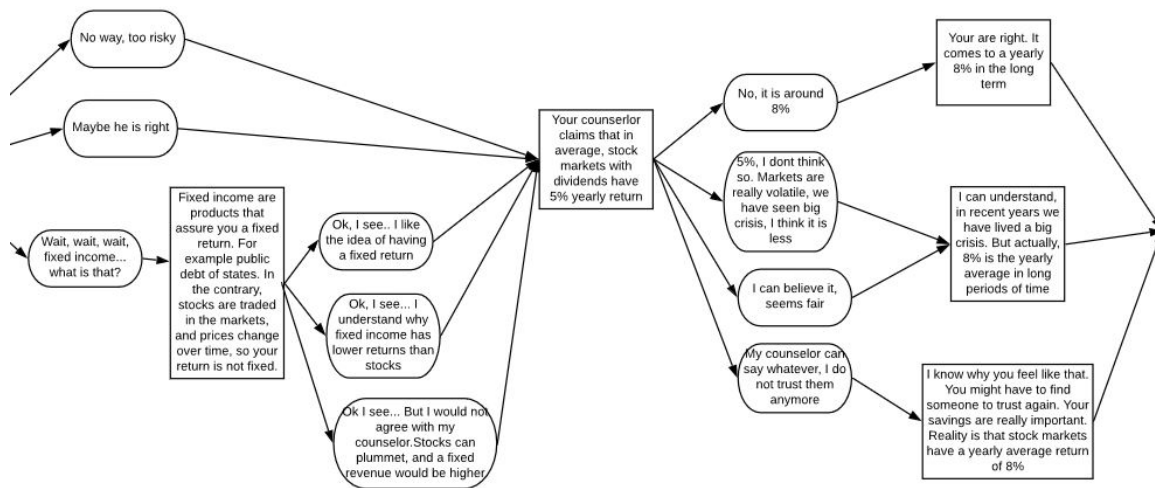 No way, too risky
Maybe he is right
Wait, wait, wait,
fixed income...
what is that?
Fixed income are
products that
assure you a fixed
return. For
example public
debt of states. In
the contrary,
stocks are traded
in the markets,
and prices change
over time, so your
return is not fixed.
Ok, I see.. I like
the idea of having
a fixed return
Ok, I see... I
understand why
fixed income has
lower returns than
stocks
Ok I see... But I would not
agree with my
counselor.Stocks can
plummet, and a fixed
revenue would be higher
Your counserlor
claims that in
average, stock
markets with
dividends have
5% yearly return
No, it is around
8%
5%, I dont think
so. Markets are
really volatile, we
have seen big
crisis, I think it is
less
I can believe it,
seems fair
My counselor can
say whatever, I do
not trust them
anymore
Your are right. It
comes to a yearly
8% in the long
term
I can understand,
in recent years we
have lived a big
crisis. But actually,
8% is the yearly
average in long
periods of time
I know why you feel like that.
You might have to find
someone to trust again. Your
savings are really important.
Reality is that stock markets
have a yearly average return
of 8%